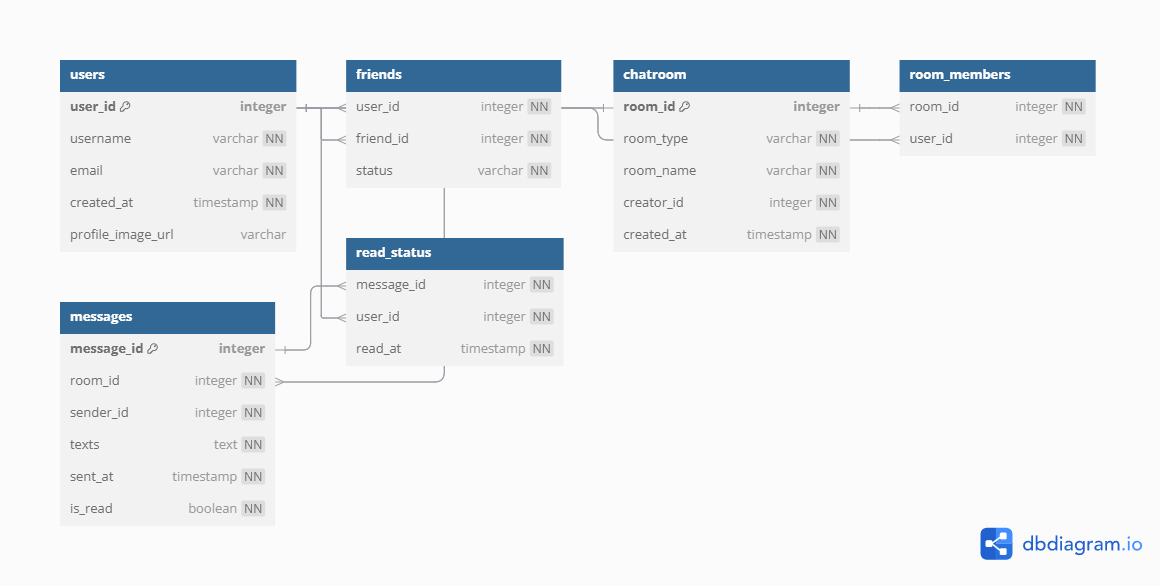 users
user_id integer
username varchar NN
email varchar NN
created_at timestamp NN
profile_image_url varchar
friends
user_id integer NN
friend_id integer NN
status varchar NN
chatroom
room_id integer
room_type varchar NN
room_name varchar NN
creator_id integer NN
created_at timestamp NN
room_members
room_id integer NN
user_id integer NN
read_status
message_id integer NN
user_id integer NN
read_at timestamp NN
messages
message_id integer
room_id integer NN
sender_id integer NN
texts text NN
sent_at timestamp NN
is_read boolean NN
dbdiagram.io